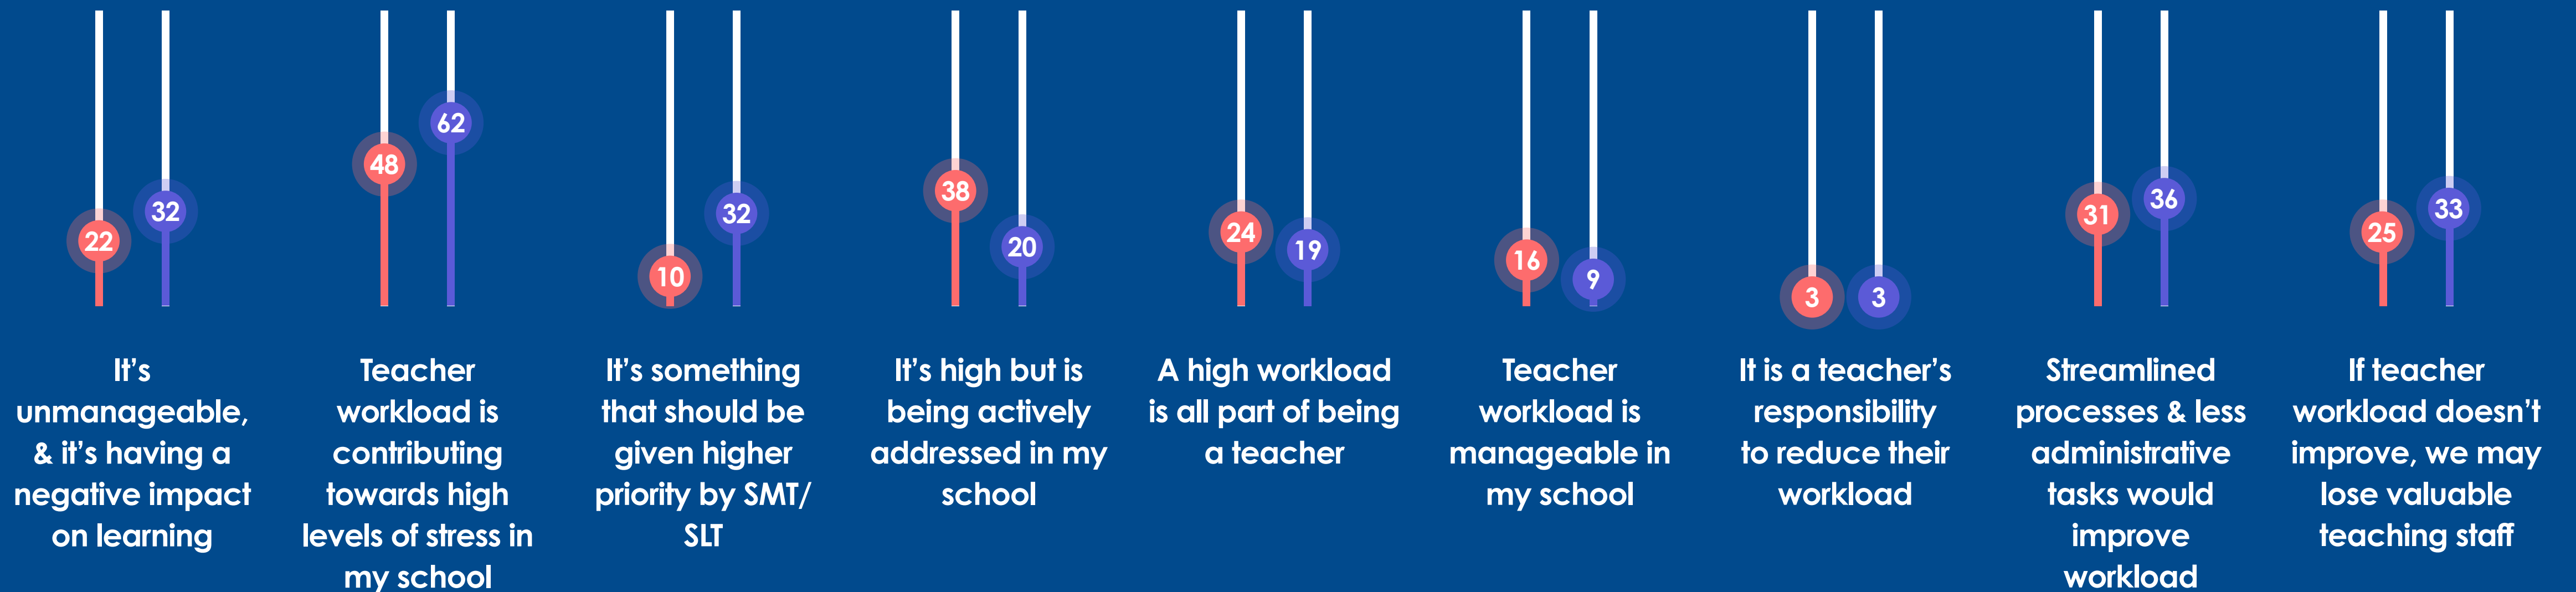 22
32
48
62
10
32
38
20
24
19
16
9
3
3
31
36
25
33
It’s
unmanageable,
& it’s having a
negative impact
on learning
Teacher
workload is
contributing
towards high
levels of stress in
my school
It’s something
that should be
given higher
priority by SMT/
SLT
It’s high but is
being actively
addressed in my
school
A high workload
is all part of being
a teacher
Teacher
workload is
manageable in
my school
It is a teacher’s
responsibility
to reduce their
workload
Streamlined
processes & less
administrative
tasks would
improve
workload
If teacher
workload doesn’t
improve, we may
lose valuable
teaching staff